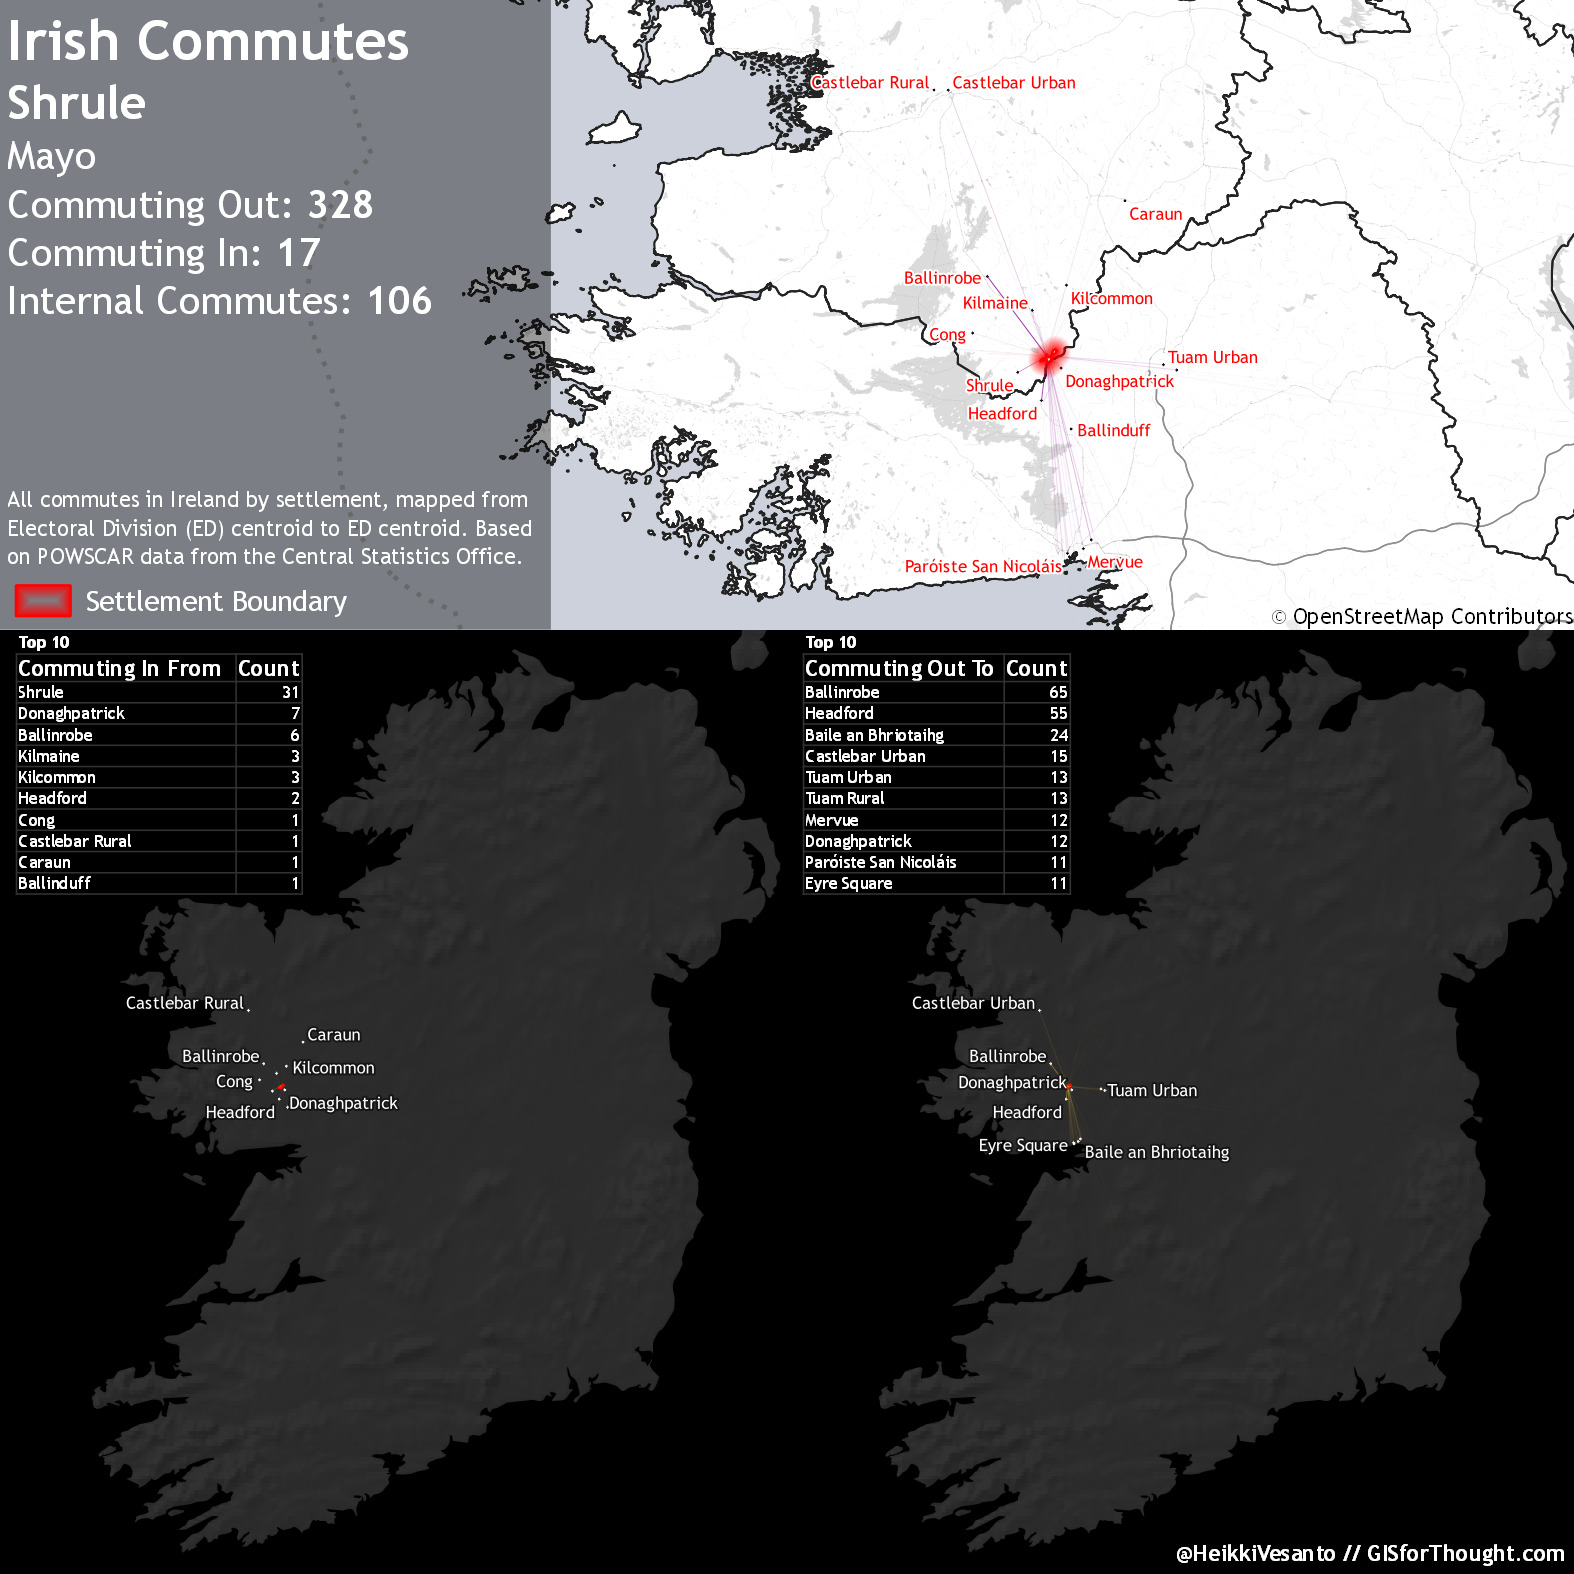 Irish Commutes
Shrule
Mayo
Commuting Out: 328
Commuting In: 17
Internal Commutes: 106
All commutes in Ireland by settlement, mapped from
Electoral Division (ED) centroid to ED centroid. Based
on POWSCAR data from the Central Statistics Office.
Settlement Boundary
Castlebar Rural
Castlebar Urban
Caraun
Ballinrobe
Kilmaine
Kilcommon
Cong
Tuam Urban
Shrule
Donaghpatrick
Headford
Ballinduff
Paróiste San Nicoláis
Mervue
© OpenStreetMap Contributors
Top 10
Commuting In From Count
Shrule 31
Donaghpatrick 7
Ballinrobe 6
Kilmaine 3
Kilcommon 3
Headford 2
Cong 1
Castlebar Rural 1
Caraun 1
Ballinduff 1
Castlebar Rural
Caraun
Ballinrobe
Kilcommon
Cong
Donaghpatrick
Headford
Top 10
Commuting Out To Count
Ballinrobe 65
Headford 55
Baile an Bhriotaihg 24
Castlebar Urban 15
Tuam Urban 13
Tuam Rural 13
Mervue 12
Donaghpatrick 12
Paróiste San Nicoláis 11
Eyre Square 11
Castlebar Urban
Ballinrobe
Donaghpatrick
Tuam Urban
Headford
Eyre Square
Baile an Bhriotaihg
@HeikkiVesanto // GISforThought.com